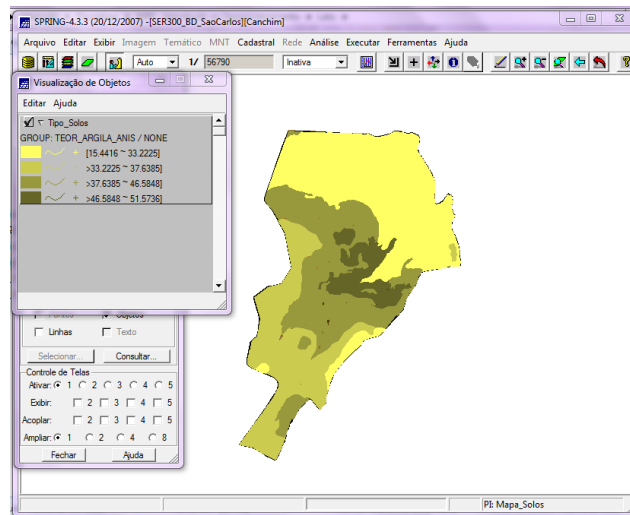 SPRING-4.3.3 (20/12/2007) -[SER300_BD_SaoCarlos][Canchim]
Arquivo Editar Exibir Imagem Temático MNT Cadastral Rede Análise Executar Ferramentas Ajuda
Auto 1/ 56790 Inativa
Visualização de Objetos
Editar Ajuda
Tipo_Solos
GROUP: TEOR_ARGILA_ANIS / NONE
[15.4416 ~ 33.2225]
>33.2225 ~ 37.6385]
>37.6385 ~ 46.5848]
>46.5848 ~ 51.5736]
Linhas Texto
Selecionar... Consultar...
Controle de Telas
Ativar: 1 2 3 4 5
Exibir: 2 3 4 5
Acoplar: 2 3 4 5
Ampliar: 1 2 4 8
Fechar Ajuda
PI: Mapa_Solos